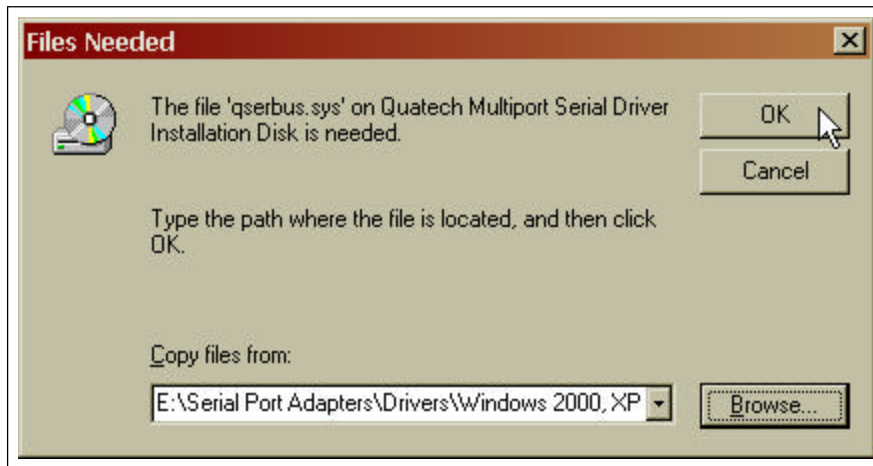 Files Needed
The file 'qserbus.sys' on Quatech Multiport Serial Driver
Installation Disk is needed.
OK
Cancel
Type the path where the file is located, and then click
OK.
Copy files from:
E:\Serial Port Adapters\Drivers\Windows 2000, XP
Browse...